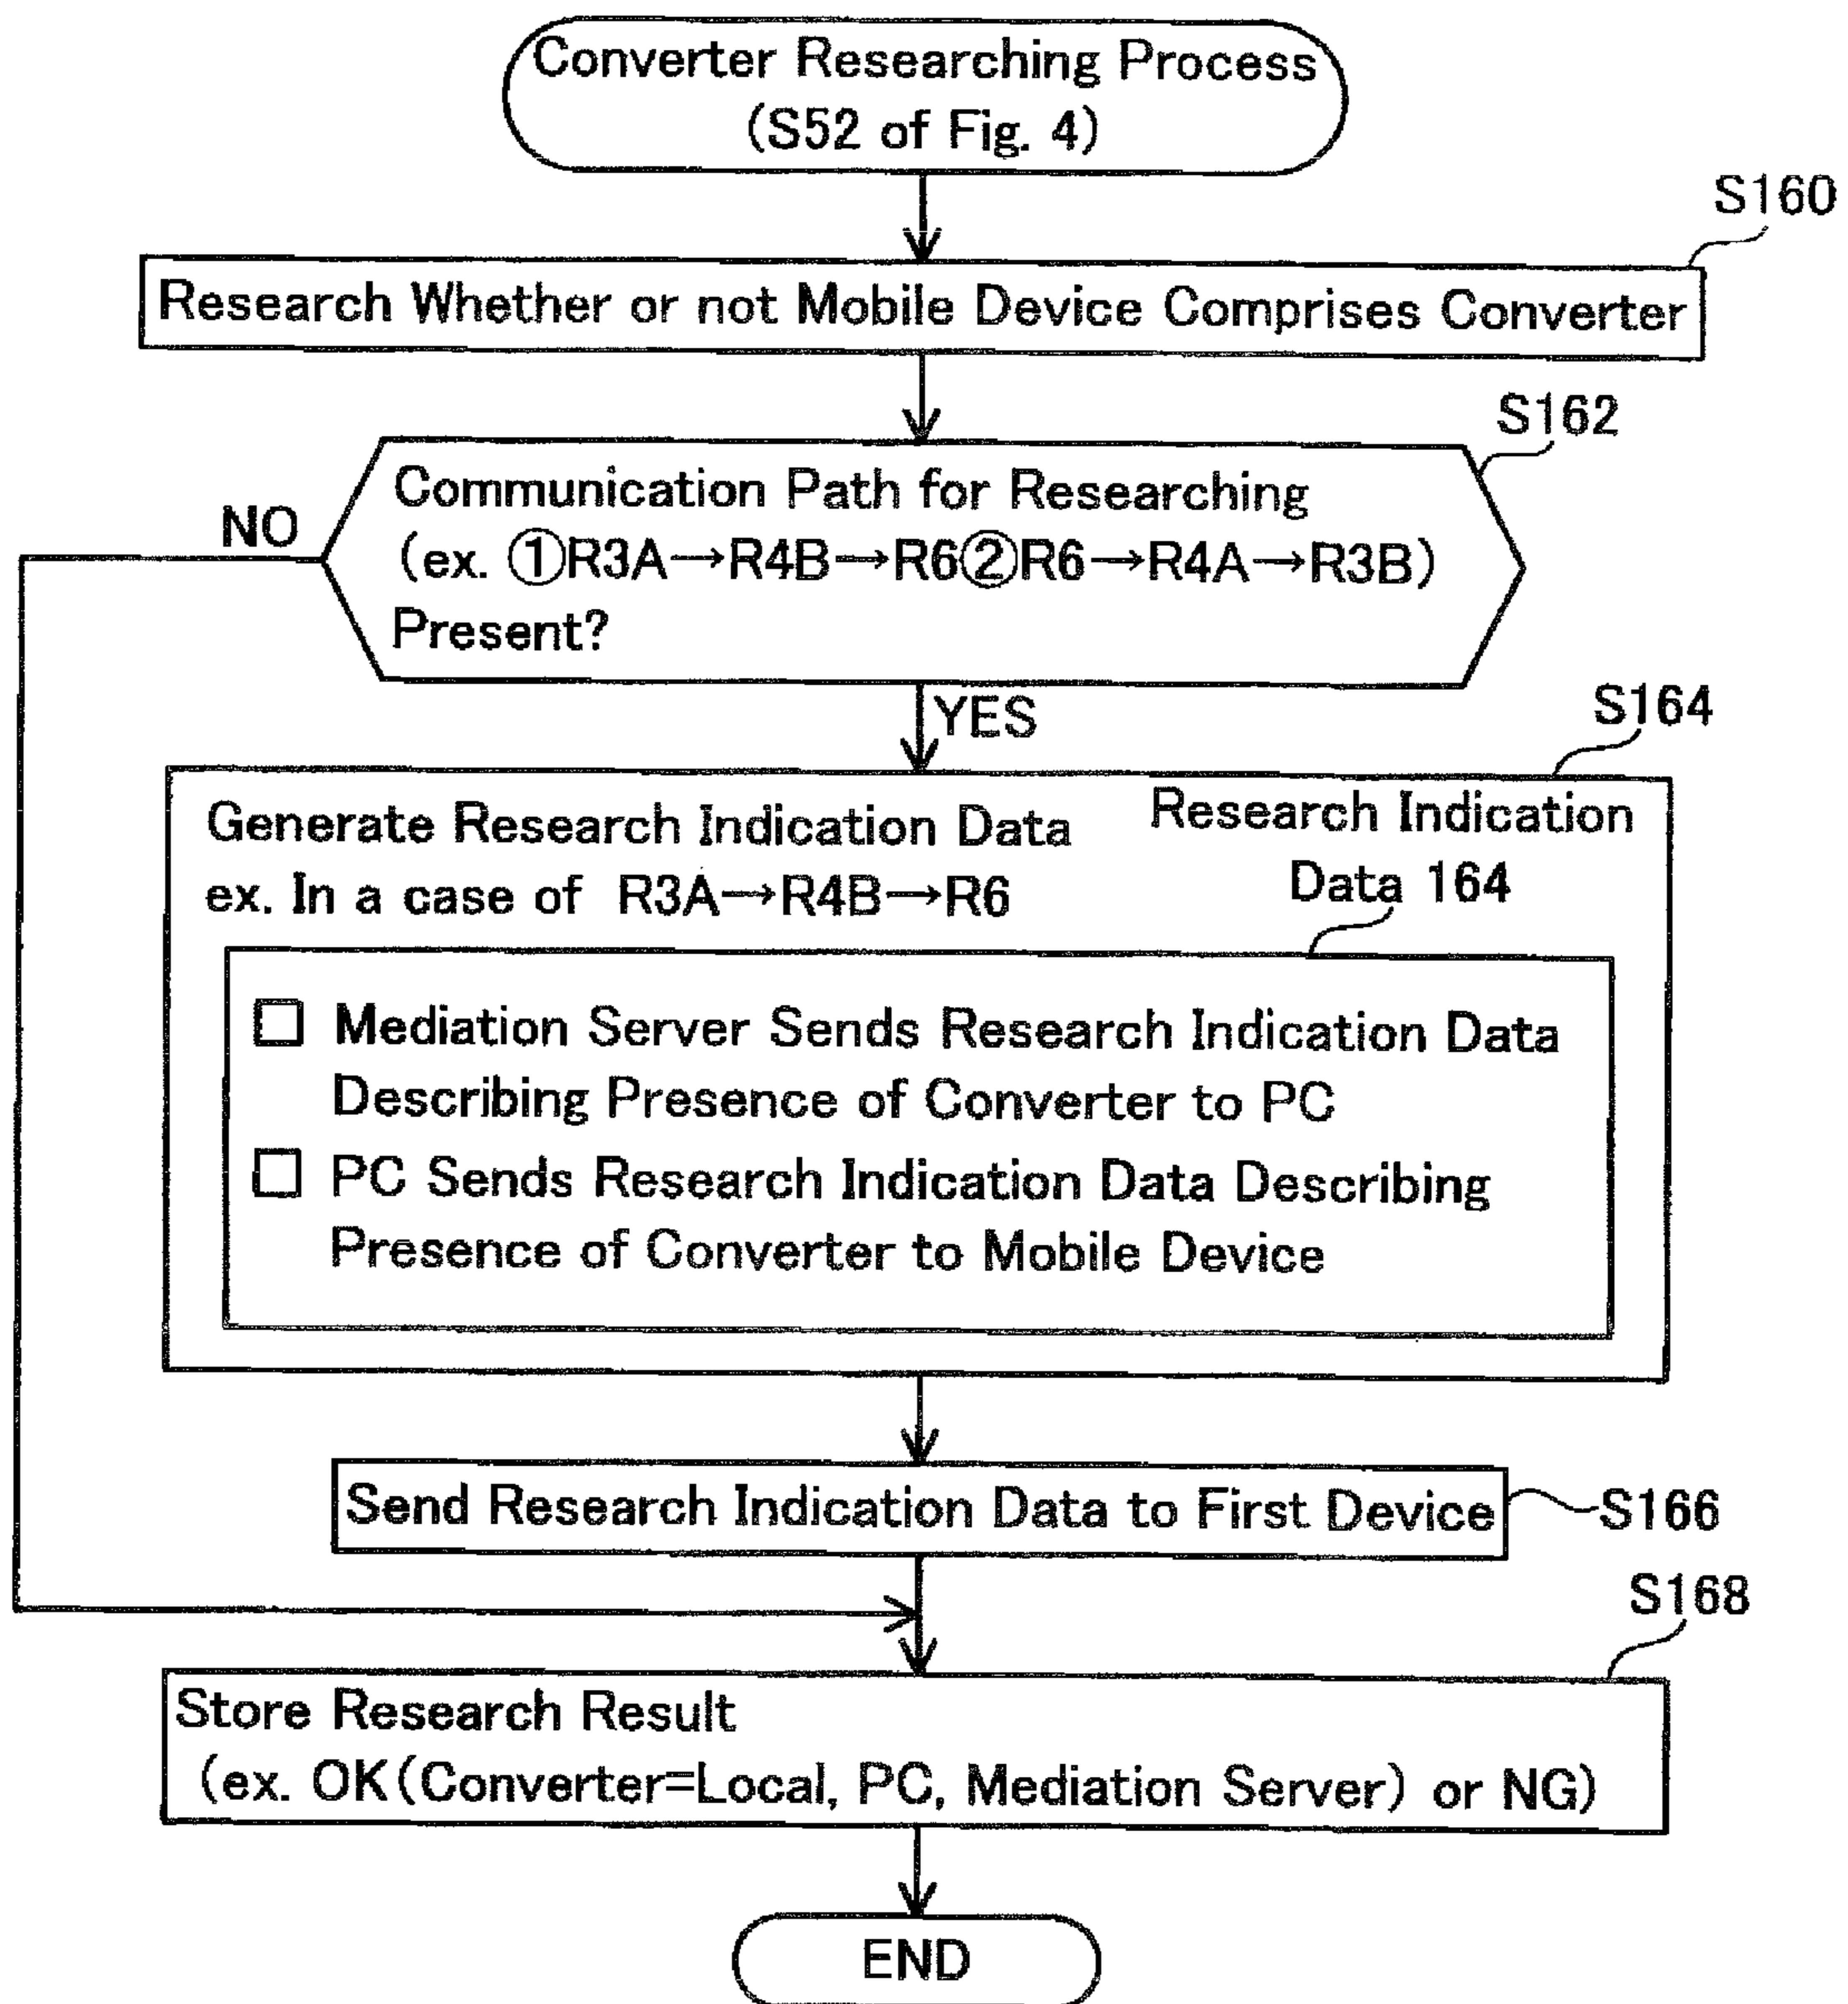 Converter Researching Process
(S52 of Fig. 4)
S160
Research Whether or not Mobile Device Comprises Converter
S162
Communication Path for Researching
(ex. ①R3A→R4B→R6②R6→R4A→R3B)
Present?
NO
YES
S164
Generate Research Indication Data
ex. In a case of R3A→R4B→R6
Research Indication
Data 164
□ Mediation Server Sends Research Indication Data
Describing Presence of Converter to PC
□ PC Sends Research Indication Data Describing
Presence of Converter to Mobile Device
Send Research Indication Data to First Device
S166
S168
Store Research Result
(ex. OK(Converter=Local, PC, Mediation Server) or NG)
END